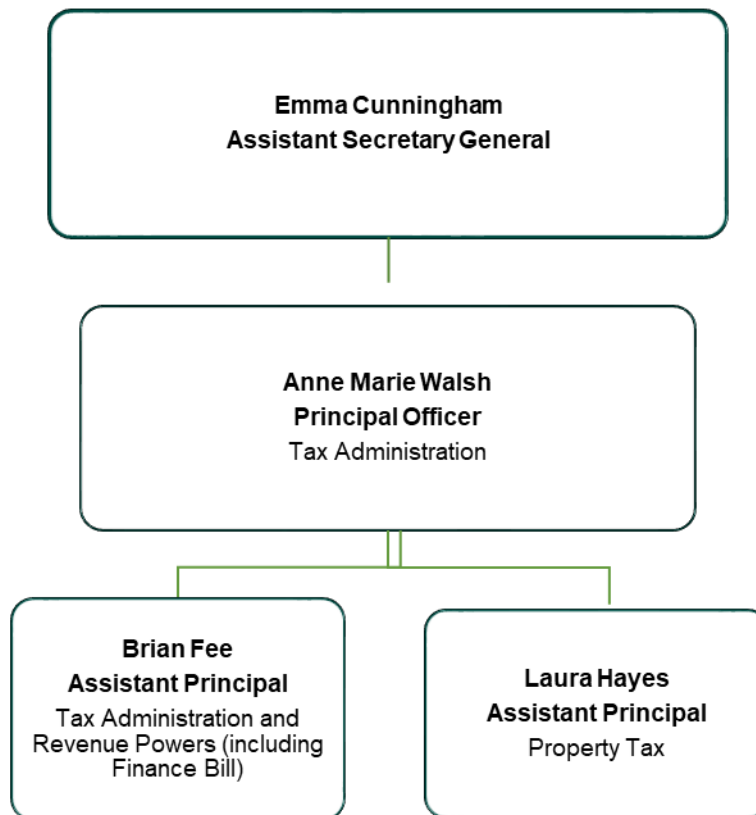 Emma Cunningham
Assistant Secretary General
Anne Marie Walsh
Principal Officer
Tax Administration
Brian Fee
Assistant Principal
Tax Administration and
Revenue Powers (including
Finance Bill)
Laura Hayes
Assistant Principal
Property Tax